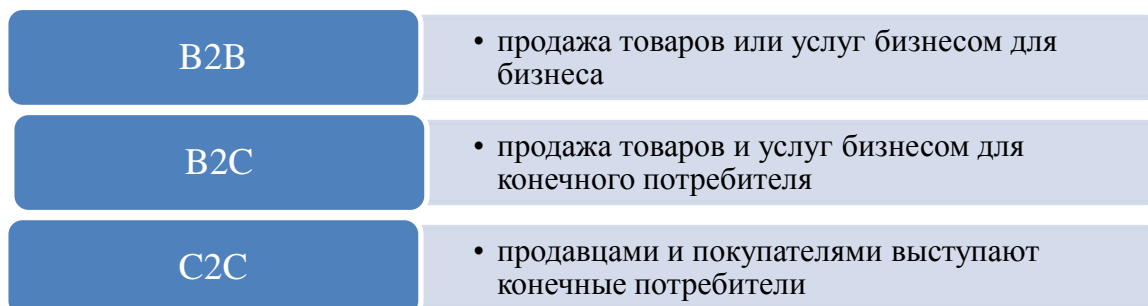 B2B
• продажа товаров или услуг бизнесом для
бизнеса
B2C
• продажа товаров и услуг бизнесом для
конечного потребителя
C2C
• продавцами и покупателями выступают
конечные потребители